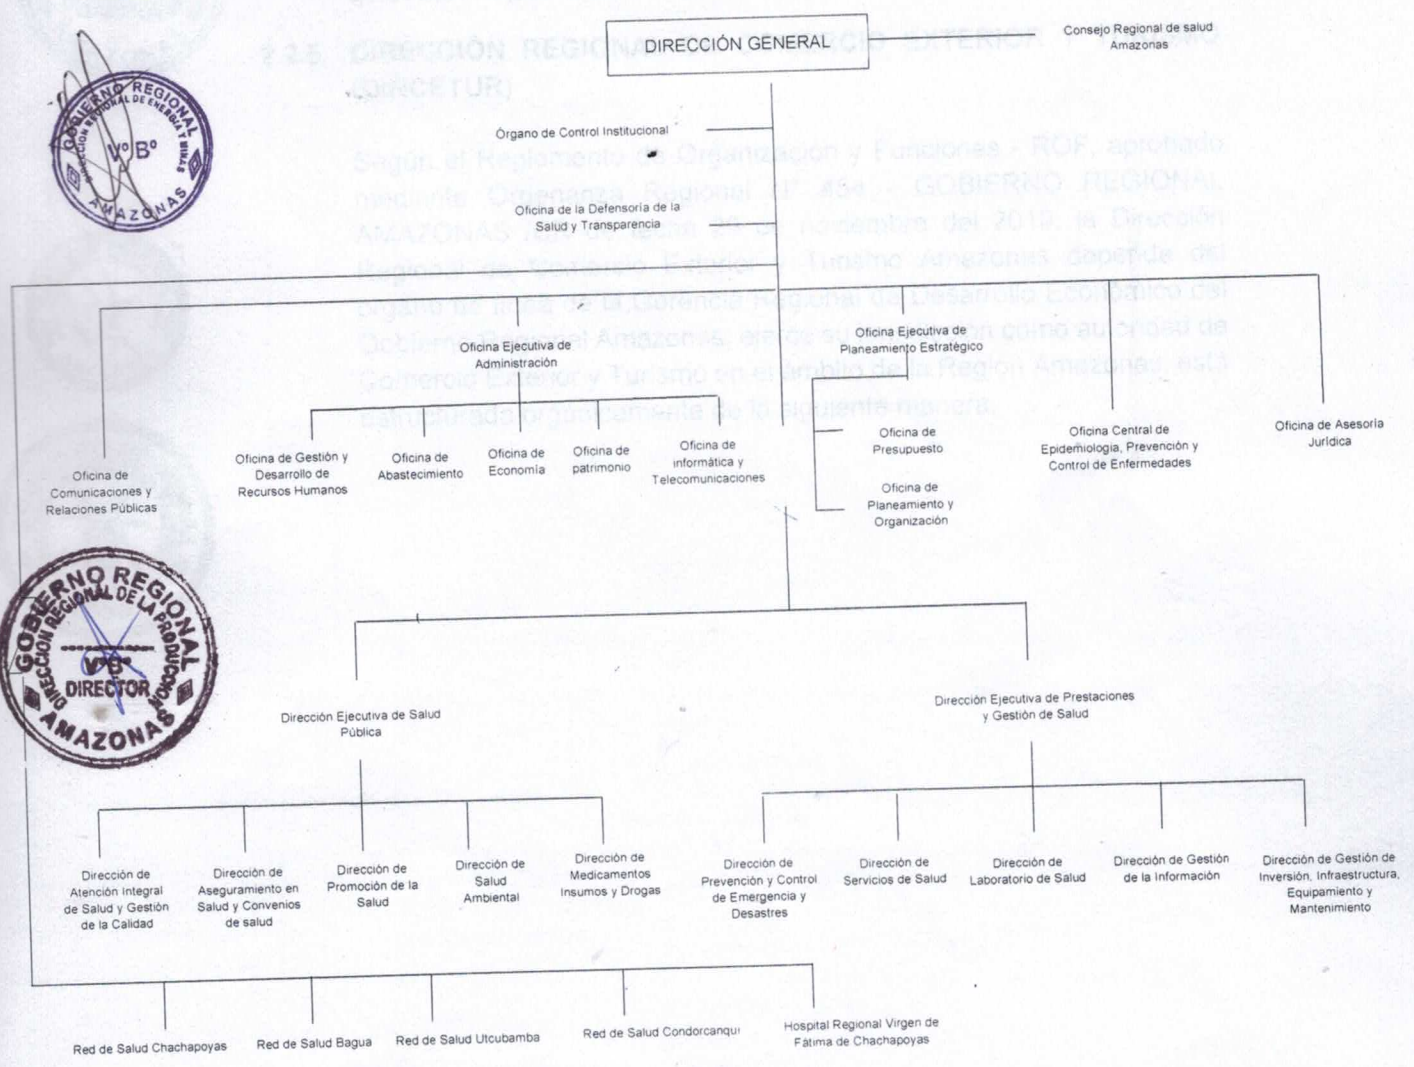 DIRECCIÓN GENERAL
Consejo Regional de salud
Amazonas
Órgano de Control Institucional
Oficina de la Defensoría de la
Salud y Transparencia
Oficina Ejecutiva de
Administración
Oficina Ejecutiva de
Planeamiento Estratégico
Oficina de
Comunicaciones y
Relaciones Públicas
Oficina de Gestión y
Desarrollo de
Recursos Humanos
Oficina de
Abastecimiento
Oficina de
Economía
Oficina de
patrimonio
Oficina de
informática y
Telecomunicaciones
Oficina de
Presupuesto
Oficina de
Planeamiento y
Organización
Oficina Central de
Epidemiología, Prevención y
Control de Enfermedades
Oficina de Asesoría
Jurídica
Dirección Ejecutiva de Salud
Pública
Dirección Ejecutiva de Prestaciones
y Gestión de Salud
Dirección de
Atención Integral
de Salud y Gestión
de la Calidad
Dirección de
Aseguramiento en
Salud y Convenios
de salud
Dirección de
Promoción de la
Salud
Dirección de
Salud
Ambiental
Dirección de
Medicamentos
Insumos y Drogas
Dirección de
Prevención y Control
de Emergencia y
Desastres
Dirección de
Servicios de Salud
Dirección de
Laboratorio de Salud
Dirección de Gestión
de la Información
Dirección de Gestión de
Inversión, Infraestructura,
Equipamiento y
Mantenimiento
Red de Salud Chachapoyas
Red de Salud Bagua
Red de Salud Utcubamba
Red de Salud Condorcanqui
Hospital Regional Virgen de
Fátima de Chachapoyas
GOBIERNO REGIONAL
DIRECCION REGIONAL DE ENERGIA Y MINAS
Vº Bº
AMAZONAS
GOBIERNO REGIONAL
DIRECCION REGIONAL DE LA PRODUCCION
VºBº
DIRECTOR
AMAZONAS